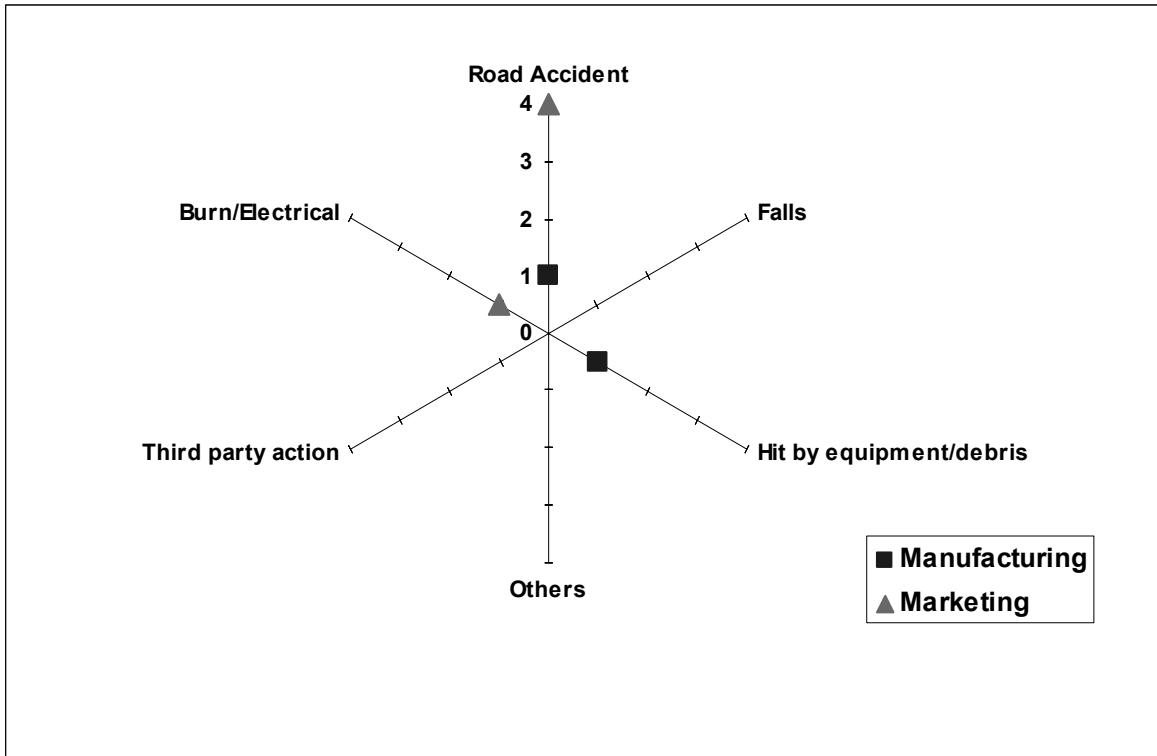 Road Accident
4
3
Burn/Electrical
2
Falls
1
0
Third party action
Hit by equipment/debris
Manufacturing
Marketing
Others